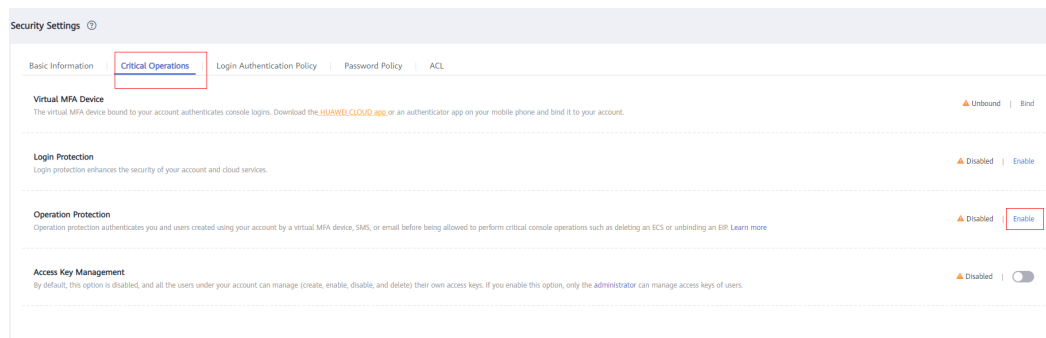 Security Settings ?
Basic Information | Critical Operations | Login Authentication Policy | Password Policy | ACL
Virtual MFA Device
The virtual MFA device bound to your account authenticates console logins. Download the HUAWEI CLOUD app or an authenticator app on your mobile phone and bind it to your account.
Unbound | Bind
Login Protection
Login protection enhances the security of your account and cloud services.
Disabled | Enable
Operation Protection
Operation protection authenticates you and users created using your account by a virtual MFA device, SMS, or email before being allowed to perform critical console operations such as deleting an ECS or unbinding an EIP. Learn more
Disabled | Enable
Access Key Management
By default, this option is disabled, and all the users under your account can manage (create, enable, disable, and delete) their own access keys. If you enable this option, only the administrator can manage access keys of users.
Disabled |